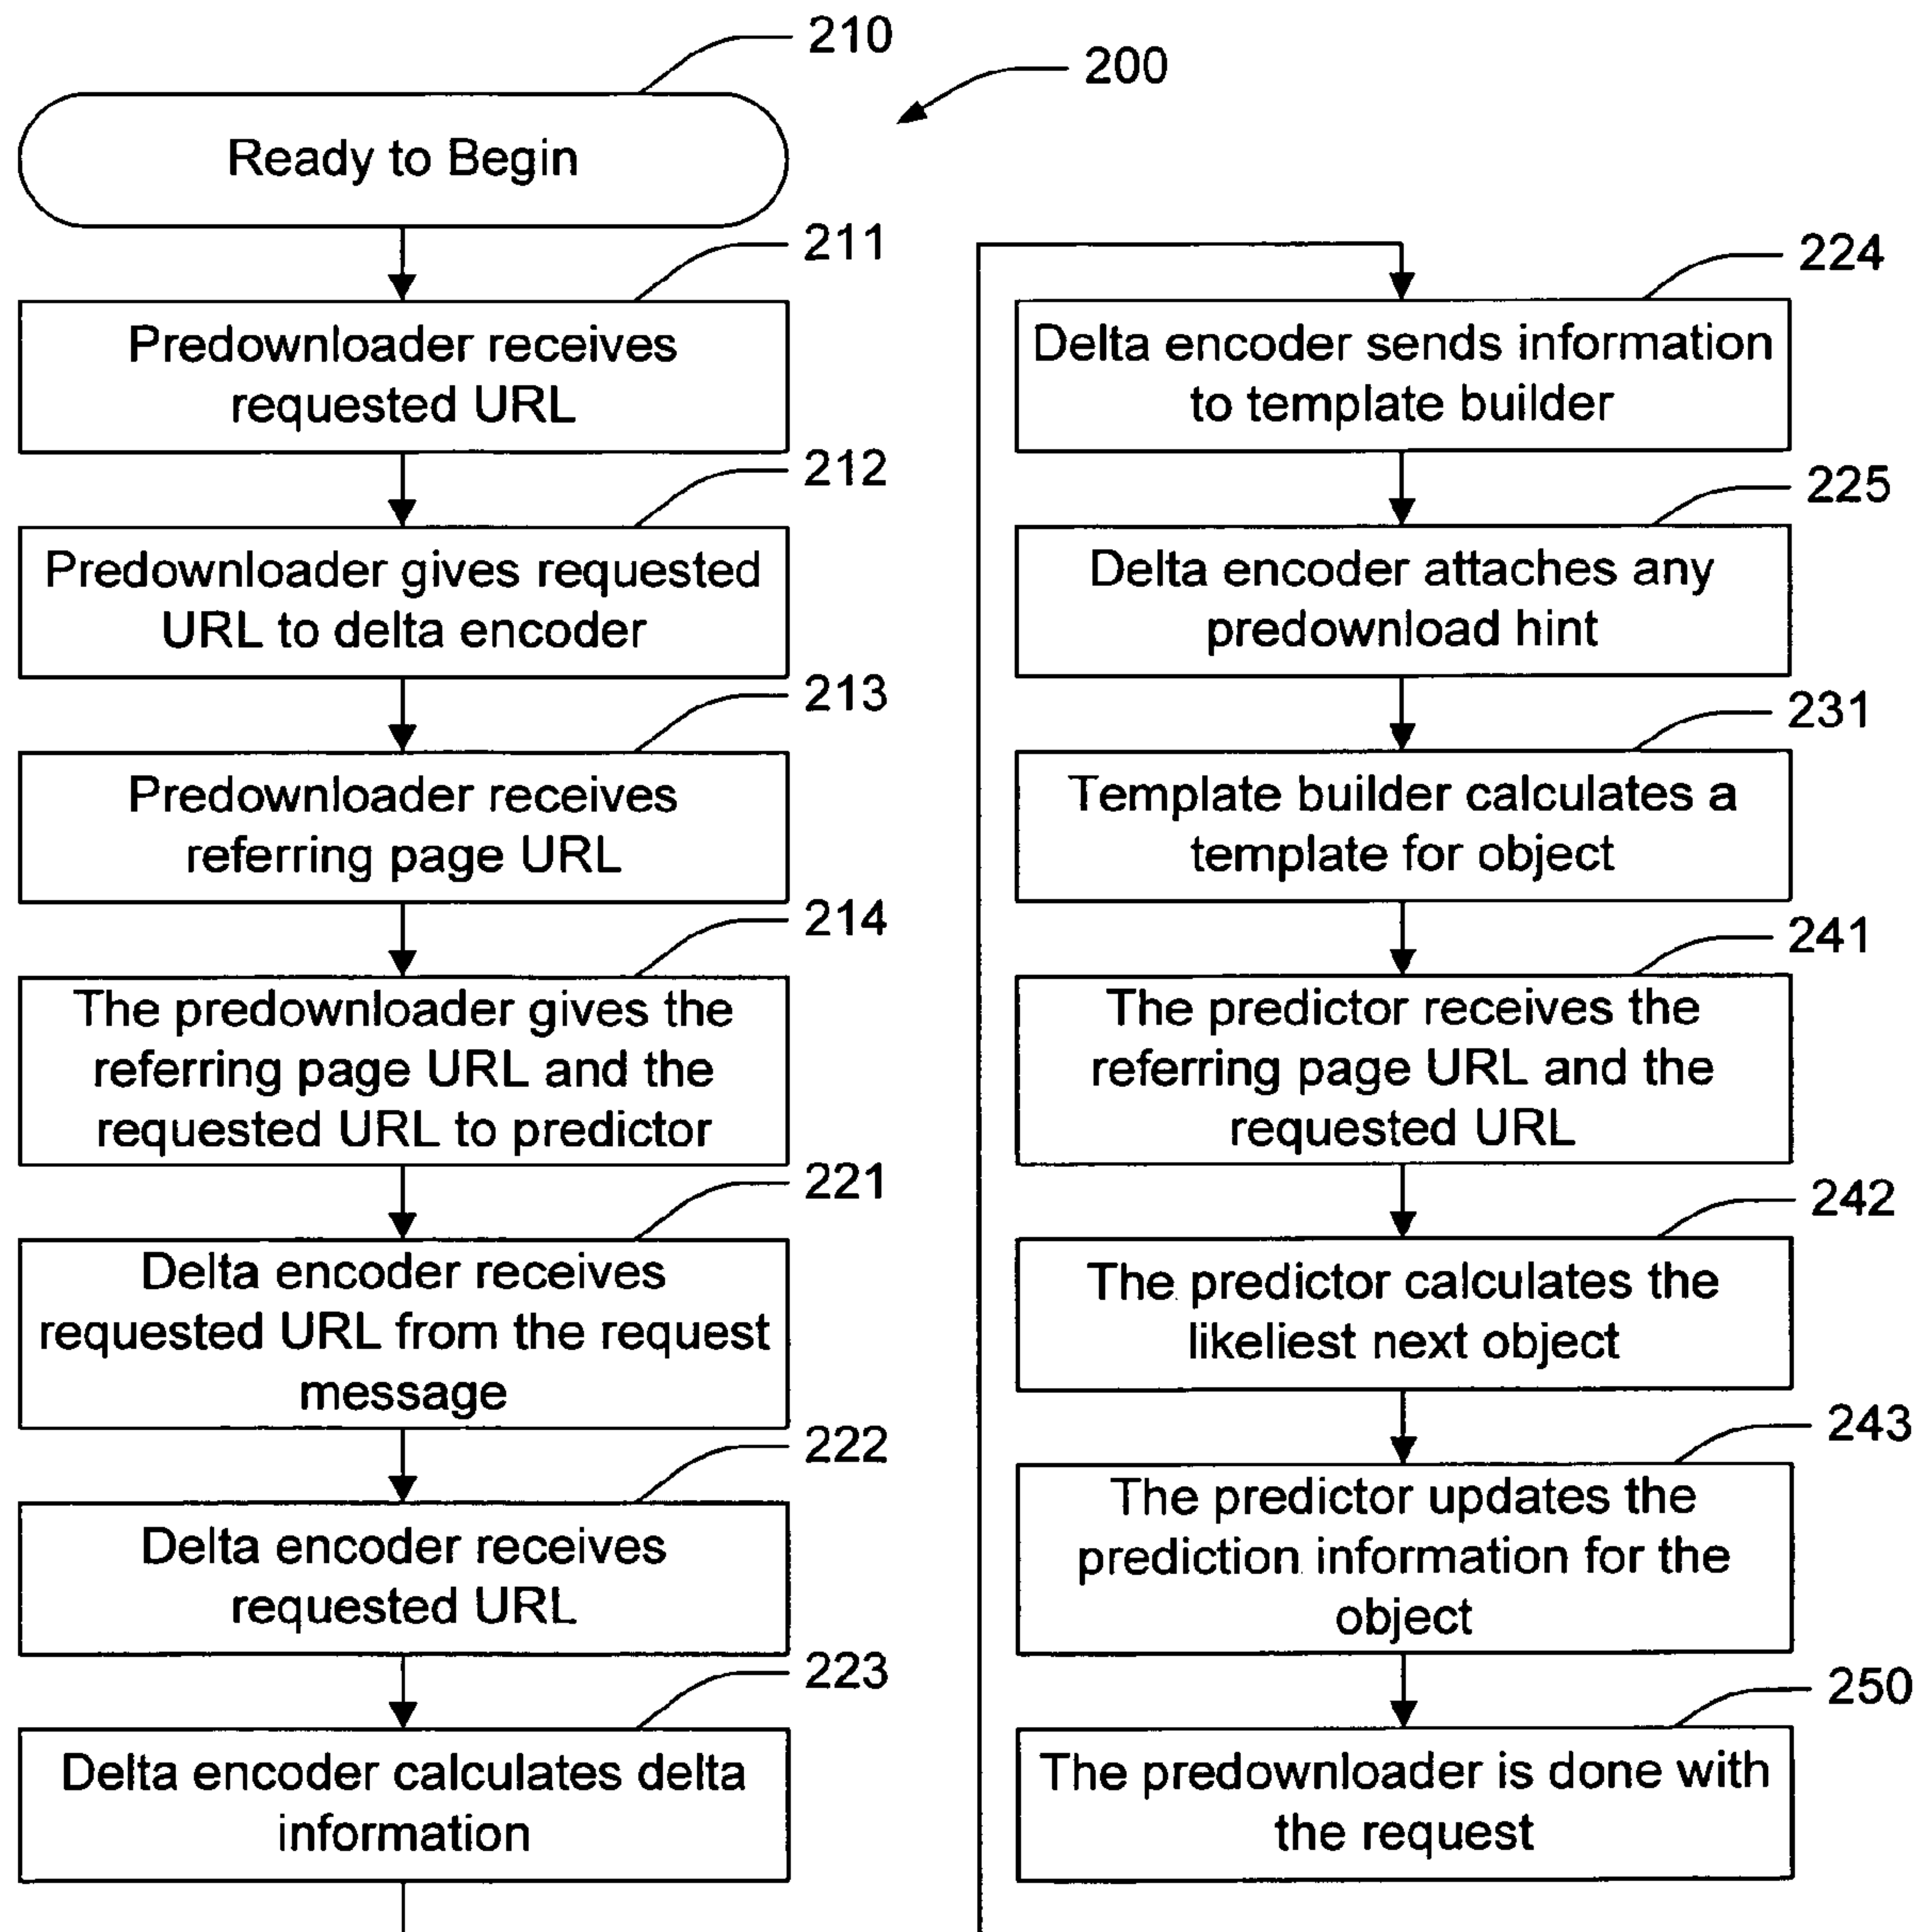 210
200
Ready to Begin
211
Predownloader receives
requested URL
212
Predownloader gives requested
URL to delta encoder
213
Predownloader receives
referring page URL
214
The predownloader gives the
referring page URL and the
requested URL to predictor
221
Delta encoder receives
requested URL from the request
message
222
Delta encoder receives
requested URL
223
Delta encoder calculates delta
information
224
Delta encoder sends information
to template builder
225
Delta encoder attaches any
predownload hint
231
Template builder calculates a
template for object
241
The predictor receives the
referring page URL and the
requested URL
242
The predictor calculates the
likeliest next object
243
The predictor updates the
prediction information for the
object
250
The predownloader is done with
the request